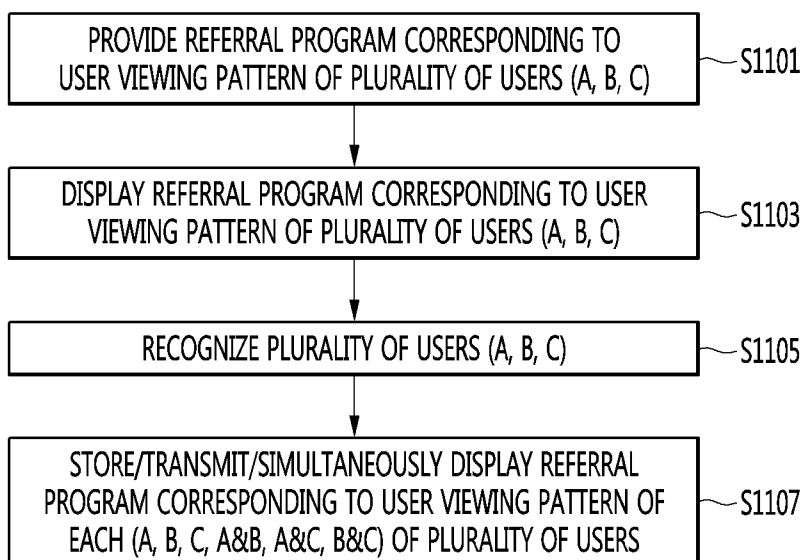 PROVIDE REFERRAL PROGRAM CORRESPONDING TO
USER VIEWING PATTERN OF PLURALITY OF USERS (A, B, C)
S1101
DISPLAY REFERRAL PROGRAM CORRESPONDING TO USER
VIEWING PATTERN OF PLURALITY OF USERS (A, B, C)
S1103
RECOGNIZE PLURALITY OF USERS (A, B, C)
S1105
STORE/TRANSMIT/SIMULTANEOUSLY DISPLAY REFERRAL
PROGRAM CORRESPONDING TO USER VIEWING PATTERN OF
EACH (A, B, C, A&B, A&C, B&C) OF PLURALITY OF USERS
S1107